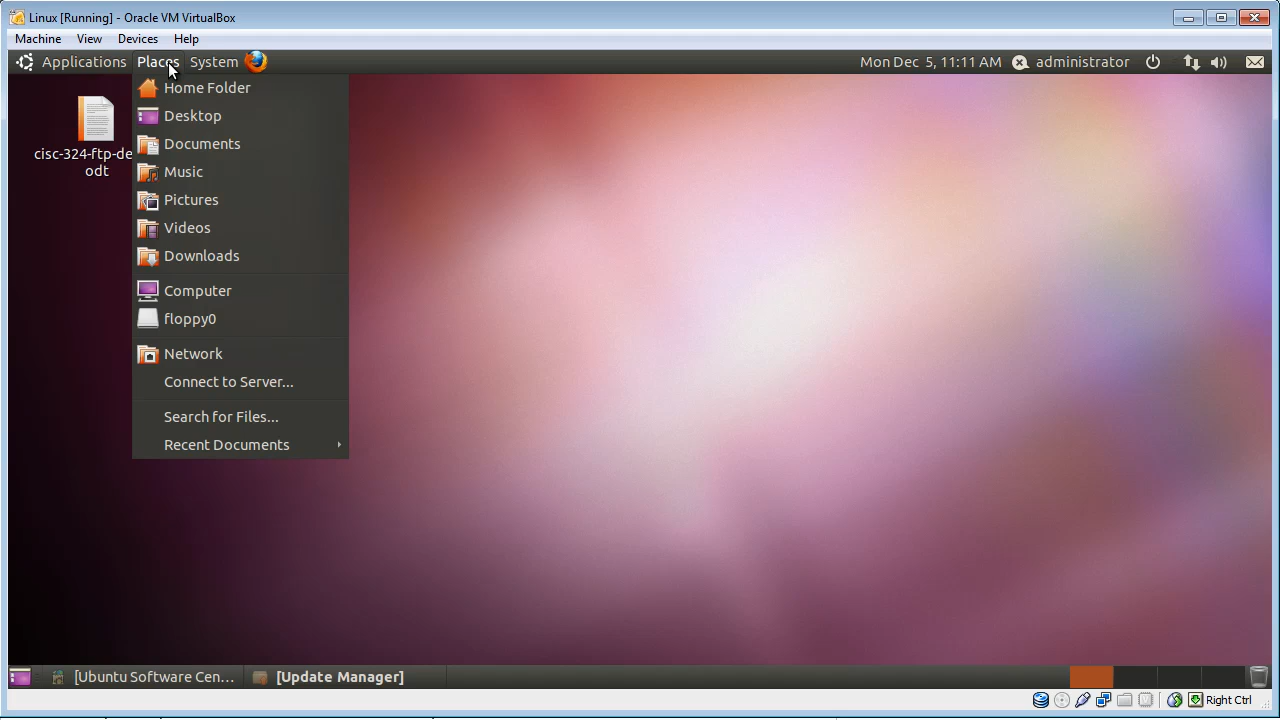 Linux [Running] - Oracle VM VirtualBox
Machine View Devices Help
Applications Places System Mon Dec 5, 11:11 AM administrator
Home Folder
Desktop
Documents
Music
Pictures
Videos
Downloads
Computer
floppy0
Network
Connect to Server...
Search for Files...
Recent Documents
cisc-324-ftp-de
odt
[Ubuntu Software Cen... [Update Manager]
Right Ctrl